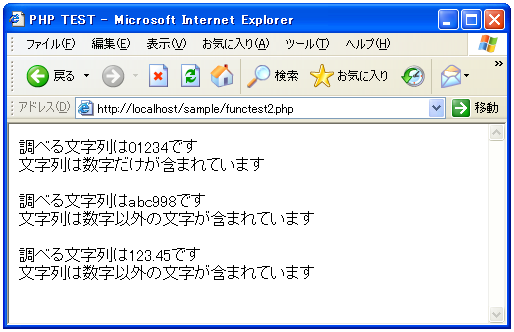 PHP TEST - Microsoft Internet Explorer
ファイル(F) 編集(E) 表示(V) お気に入り(A) ツール(T) ヘルプ(H)
戻る 検索 お気に入り »
アドレス(D) http://localhost/sample/functest2.php 移動
調べる文字列は01234です
文字列は数字だけが含まれています
調べる文字列はabc998です
文字列は数字以外の文字が含まれています
調べる文字列は123.45です
文字列は数字以外の文字が含まれています